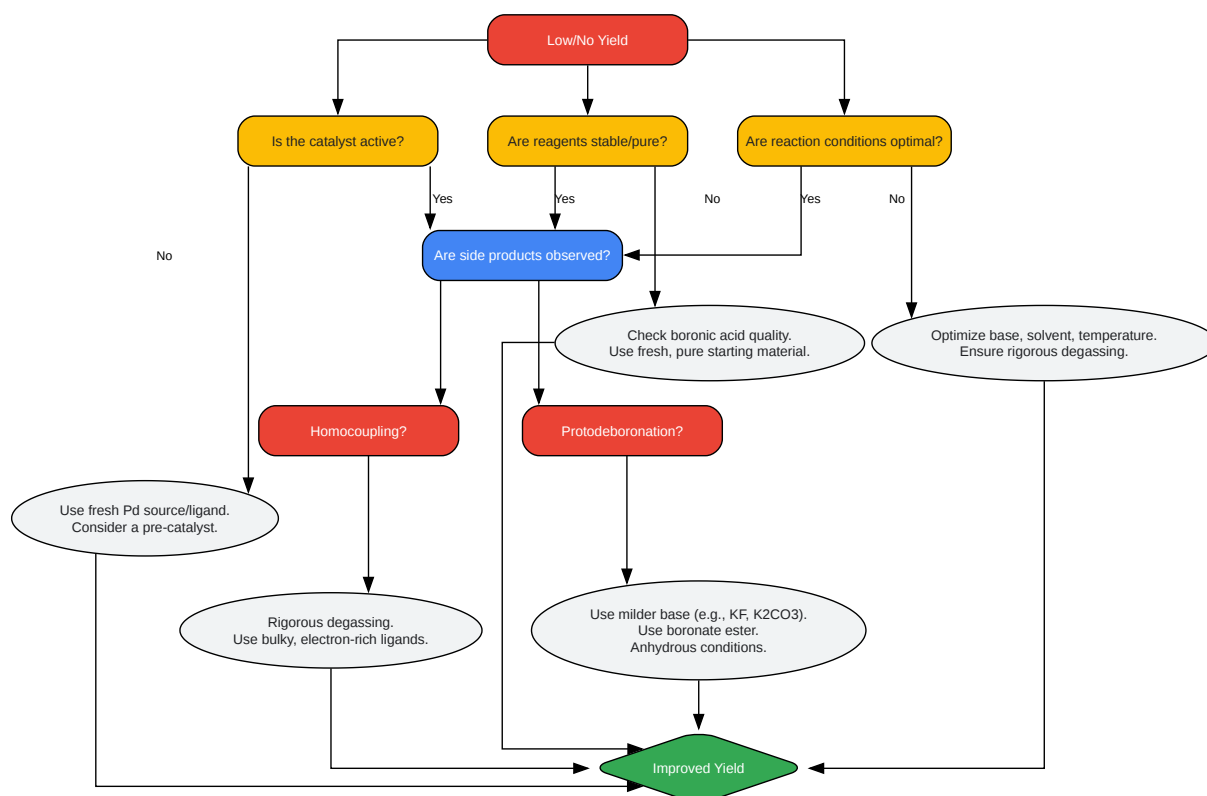 Low/No Yield
Is the catalyst active?
Are reagents stable/pure?
Are reaction conditions optimal?
Yes
Yes
No
Yes
No
No
Are side products observed?
Check boronic acid quality.
Use fresh, pure starting material.
Optimize base, solvent, temperature.
Ensure rigorous degassing.
Homocoupling?
Protodeboronation?
Use fresh Pd source/ligand.
Consider a pre-catalyst.
Rigorous degassing.
Use bulky, electron-rich ligands.
Use milder base (e.g., KF, K2CO3).
Use boronate ester.
Anhydrous conditions.
Improved Yield